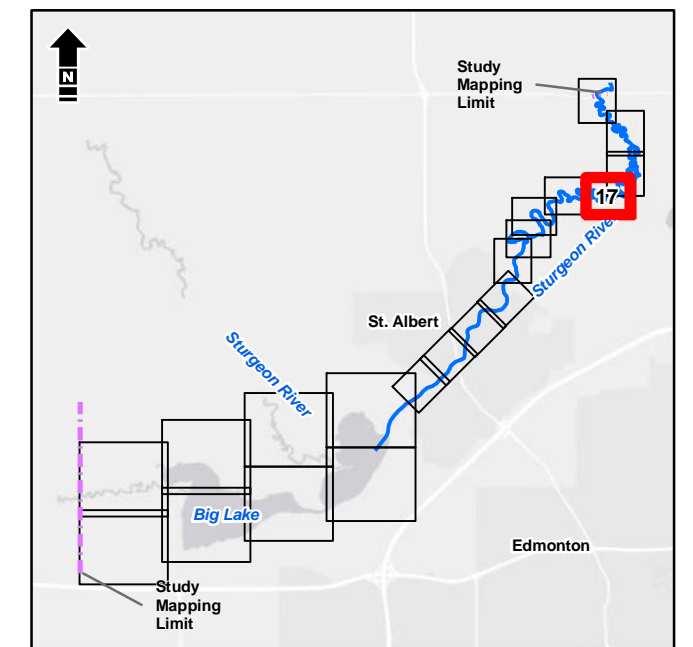 N
Study
Mapping
Limit
17
Sturgeon River
St. Albert
Sturgeon River
Big Lake
Edmonton
Study
Mapping
Limit